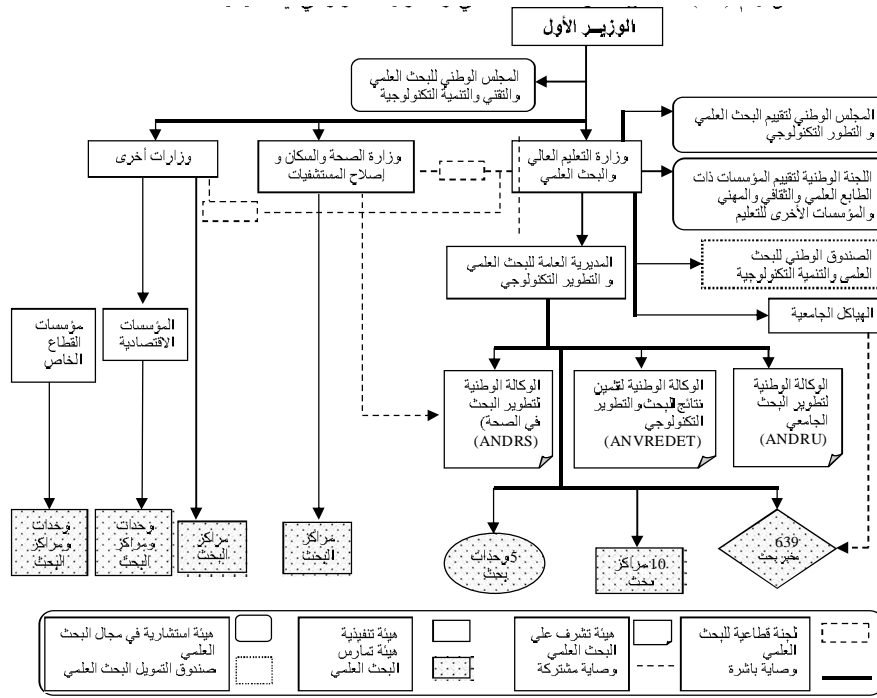 الوزير الأول
المجلس الوطني للبحث العلمي
والتقني والتنمية التكنولوجية
المجلس الوطني لتقييم البحث العلمي
و التطور التكنولوجي
وزارة التعليم العالي
والبحث العلمي
وزارة الصحة والسكان و
إصلاح المستشفيات
وزارات أخرى
اللجنة الوطنية لتقييم المؤسسات ذات
الطابع العلمي والثقافي والمهني
والمؤسسات الأخرى للتعليم
الصندوق الوطني للبحث
العلمي والتنمية التكنولوجية
المديرية العامة للبحث العلمي
و التطوير التكنولوجي
الهياكل الجامعية
المؤسسات
الاقتصادية
مؤسسات
القطاع
الخاص
الوكالة الوطنية
لتطوير البحث
الجامعي
(ANDRU)
الوكالة الوطنية لتثمين
نتائج البحث والتطوير
التكنولوجي
(ANVREDET)
الوكالة الوطنية
لتطوير البحث
في الصحة)
(ANDRS)
639
مخبر بحث
10مراكز
بحث
5وحدات
بحث
مراكز
البحث
مراكز
البحث
وحدات
ومراكز
البحث
وحدات
ومراكز
البحث
لجنة قطاعية للبحث
العلمي
وصاية باشرة
هيئة تشرف علي
البحث العلمي
وصاية مشتركة
هيئة تنفيذية
هيئة تمارس
البحث العلمي
هيئة استشارية في مجال البحث
العلمي
صندوق التمويل البحث العلمي